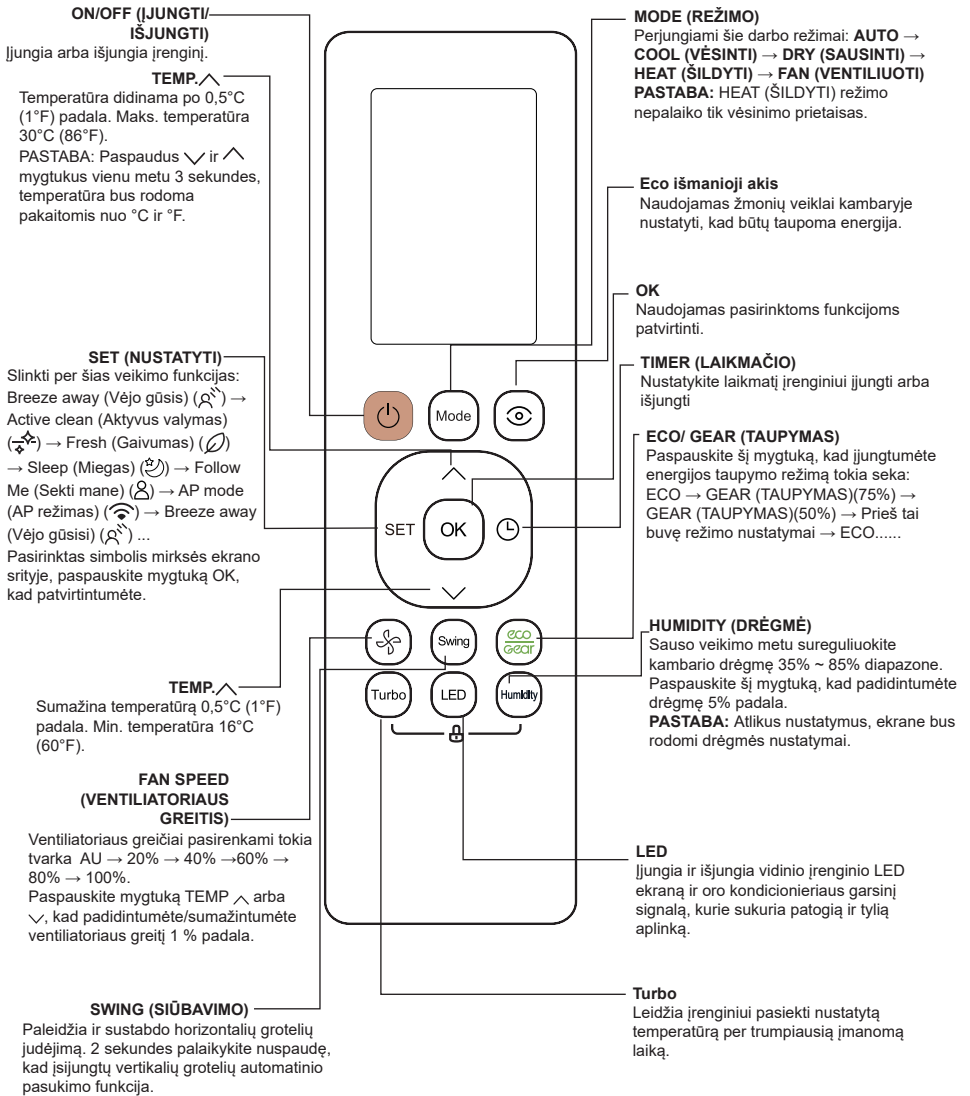 ON/OFF (ĮJUNGTI/
IŠJUNGTI)
Įjungia arba išjungia įrenginį.
TEMP.
Temperatūra didinama po 0,5°C
(1°F) padala. Maks. temperatūra
30°C (86°F).
PASTABA: Paspaudus ir
mygtukus vienu metu 3 sekundes,
temperatūra bus rodoma
pakaitomis nuo °C ir °F.
SET (NUSTATYTI)
Slinkti per šias veikimo funkcijas:
Breeze away (Vėjo gūsis) ( ) →
Active clean (Aktyvus valymas)
( ) → Fresh (Gaivumas) ( )
→ Sleep (Miegas) ( ) → Follow
Me (Sekti mane) ( ) → AP mode
(AP režimas) ( ) → Breeze away
(Vėjo gūsisi) ( ) ...
Pasirinktas simbolis mirksės ekrano
srityje, paspauskite mygtuką OK,
kad patvirtintumėte.
TEMP.
Sumažina temperatūrą 0,5°C (1°F)
padala. Min. temperatūra 16°C
(60°F).
FAN SPEED
(VENTILIATORIAUS
GREITIS)
Ventiliatoriaus greičiai pasirenkami tokia
tvarka AU → 20% → 40% →60% →
80% → 100%.
Paspauskite mygtuką TEMP arba
, kad padidintumėte/sumažintumėte
ventiliatoriaus greitį 1 % padala.
SWING (SIŪBAVIMO)
Paleidžia ir sustabdo horizontalių grotelių
judėjimą. 2 sekundes palaikykite nuspaudę,
kad įsijungtų vertikalių grotelių automatinio
pasukimo funkcija.
Mode
SET
OK
Swing
eco
Gear
Turbo
LED
Humidity
MODE (REŽIMO)
Perjungiami šie darbo režimai: AUTO →
COOL (VĖSINTI) → DRY (SAUSINTI) →
HEAT (ŠILDYTI) → FAN (VENTILIUOTI)
PASTABA: HEAT (ŠILDYTI) režimo
nepalaiko tik vėsinimo prietaisas.
Eco išmanioji akis
Naudojamas žmonių veiklai kambaryje
nustatyti, kad būtų taupoma energija.
OK
Naudojamas pasirinktoms funkcijoms
patvirtinti.
TIMER (LAIKMAČIO)
Nustatykite laikmatį įrenginiui įjungti arba
išjungti
ECO/ GEAR (TAUPYMAS)
Paspauskite šį mygtuką, kad įjungtumėte
energijos taupymo režimą tokia seka:
ECO → GEAR (TAUPYMAS)(75%) →
GEAR (TAUPYMAS)(50%) → Prieš tai
buvę režimo nustatymai → ECO......
HUMIDITY (DRĖGMĖ)
Sauso veikimo metu sureguliuokite
kambario drėgmę 35% ~ 85% diapazone.
Paspauskite šį mygtuką, kad padidintumėte
drėgmę 5% padala.
PASTABA: Atlikus nustatymus, ekrane bus
rodomi drėgmės nustatymai.
LED
Įjungia ir išjungia vidinio įrenginio LED
ekraną ir oro kondicionieriaus garsinį
signalą, kurie sukuria patogią ir tylią
aplinką.
Turbo
Leidžia įrenginiui pasiekti nustatytą
temperatūrą per trumpiausią įmanomą
laiką.